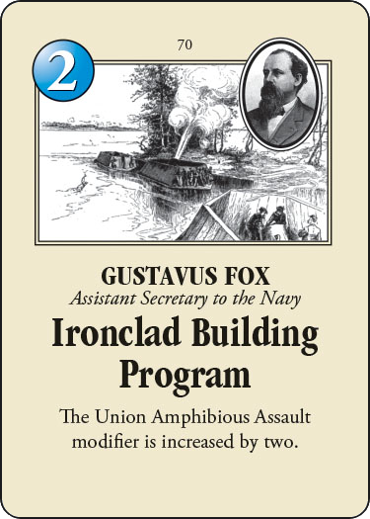 70
2
GUSTAVUS FOX
Assistant Secretary to the Navy
Ironclad Building
Program
The Union Amphibious Assault
modifier is increased by two.